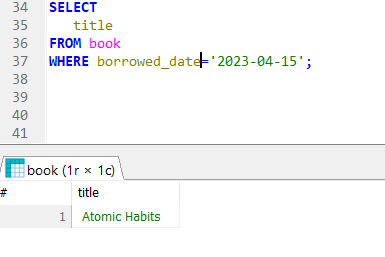 34 SELECT
35 title
36 FROM book
37 WHERE borrowed_date='2023-04-15';
38
39
40
41
book (1r × 1c)
# title
1 Atomic Habits